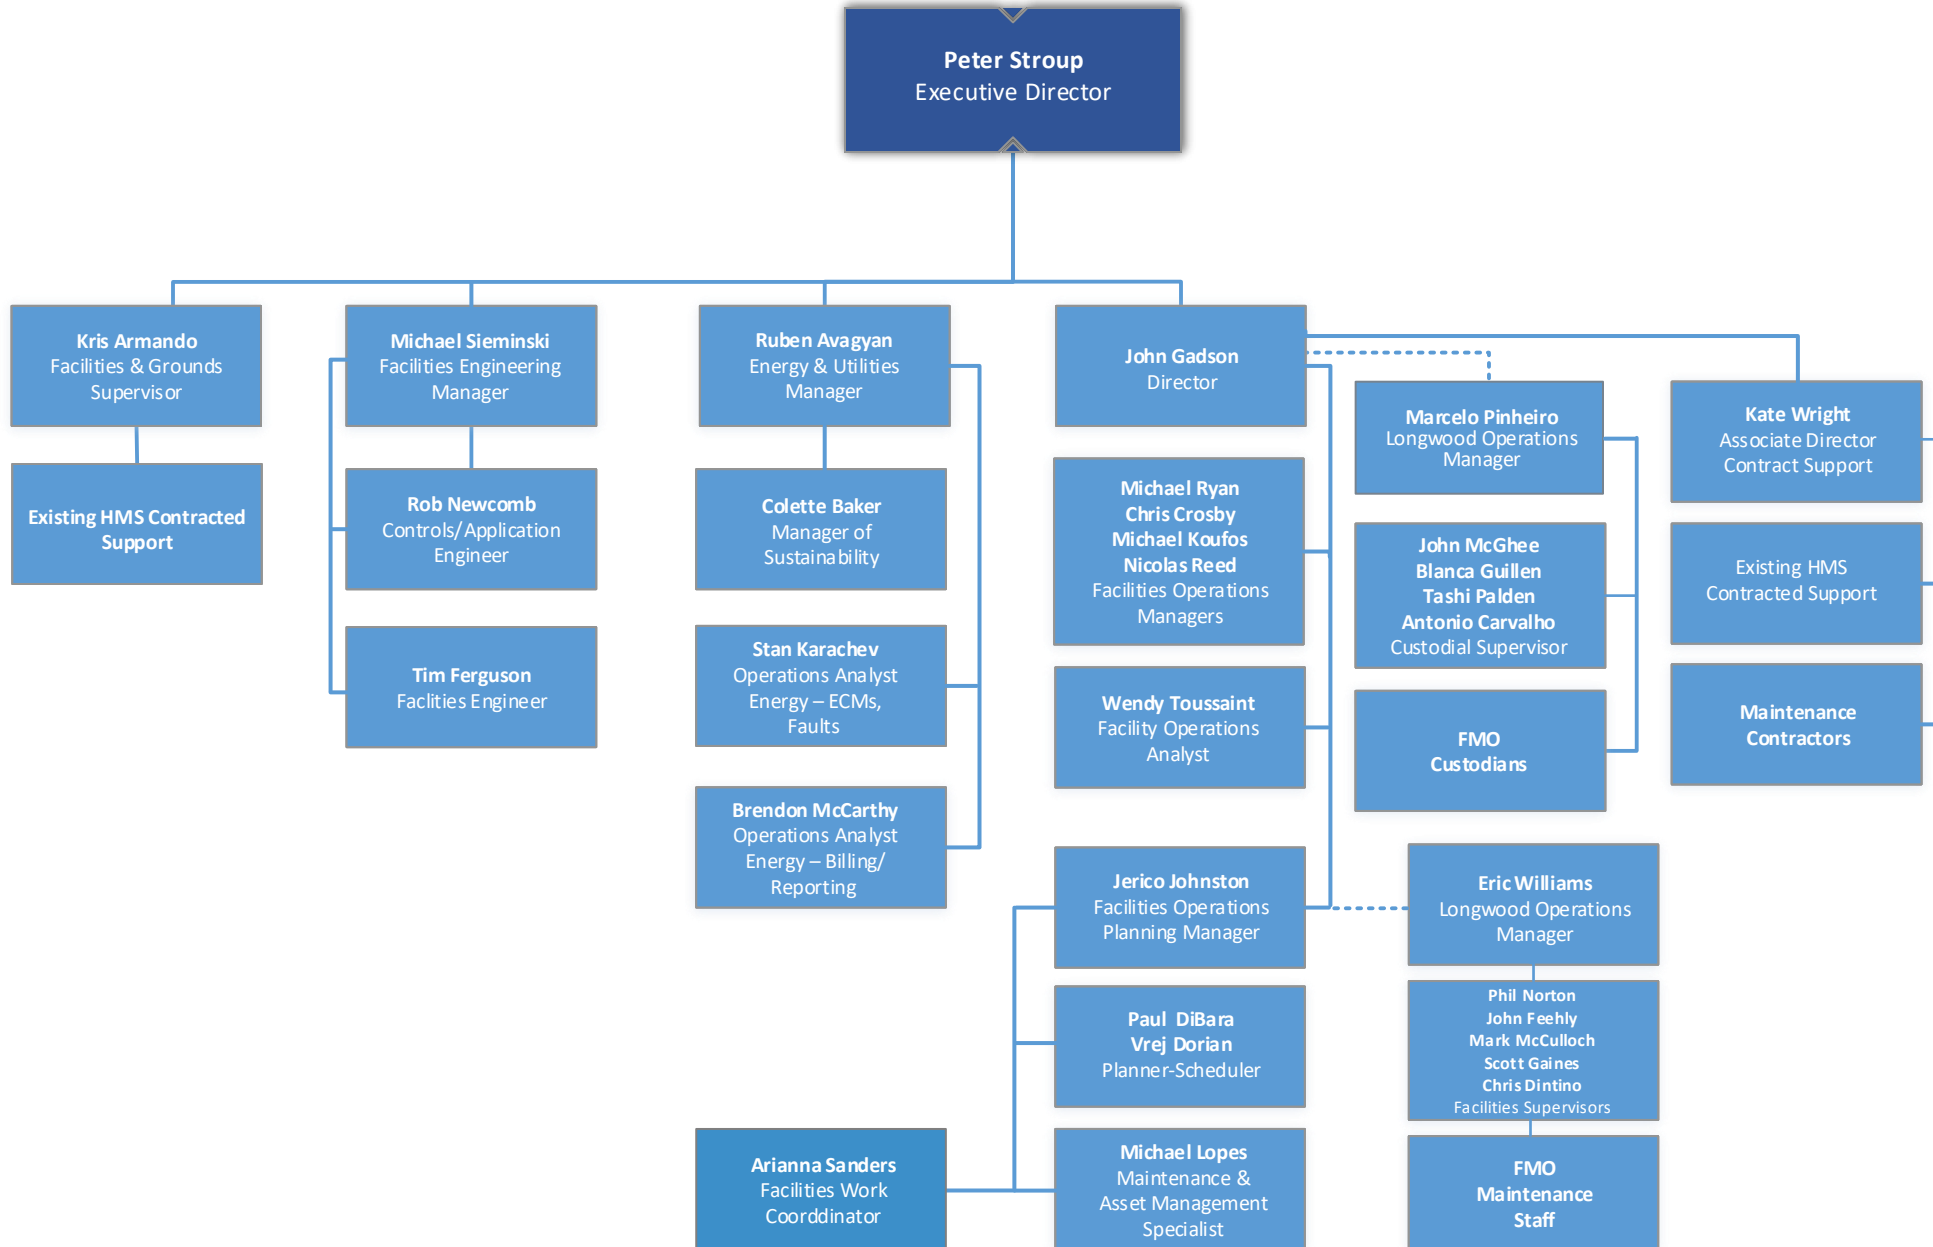 Peter Stroup
Executive Director
Kris Armando
Facilities & Grounds
Supervisor
Existing HMS Contracted
Support
Michael Sieminski
Facilities Engineering
Manager
Rob Newcomb
Controls/Application
Engineer
Tim Ferguson
Faclities Engineer
Ruben Avagyan
Energy & Utilities
Manager
Colette Baker
Manager of
Sustainability
Stan Karachev
Operations Analyst
Energy – ECMs,
Faults
Brendon McCarthy
Operations Analyst
Energy – Billing/
Reporting
John Gadson
Director
Michael Ryan
Chris Crosby
Michael Koufos
Nicolas Reed
Facilities Operations
Managers
Wendy Toussaint
Facility Operations
Analyst
Jerico Johnston
Facilities Operations
Planning Manager
Paul DiBara
Vrej Dorian
Planner-Scheduler
Arianna Sanders
Facilities Work
Coorddinator
Michael Lopes
Maintenance &
Asset Management
Specialist
Marcelo Pinheiro
Longwood Operations
Manager
John McGhee
Blanca Guillen
Tashi Palden
Antonio Carvalho
Custodial Supervisor
FMO
Custodians
Eric Williams
Longwood Operations
Manager
Phil Norton
John Feehly
Mark McCulloch
Scott Gaines
Chris Dintino
Facilities Supervisors
FMO
Maintenance
Staff
Kate Wright
Associate Director
Contract Support
Existing HMS
Contracted Support
Maintenance
Contractors